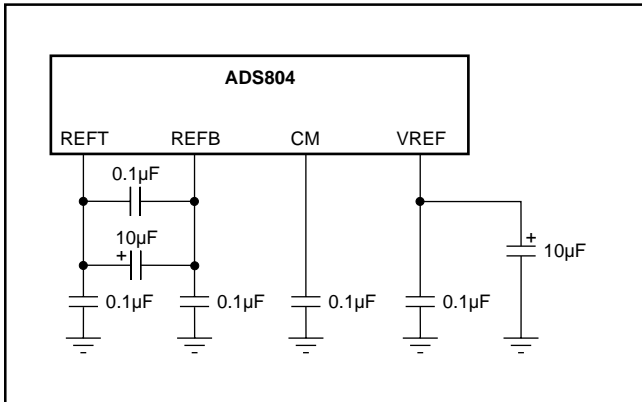 ADS804
REFT REFB CM VREF
0.1µF
10µF
+
+
10µF
0.1µF 0.1µF 0.1µF 0.1µF